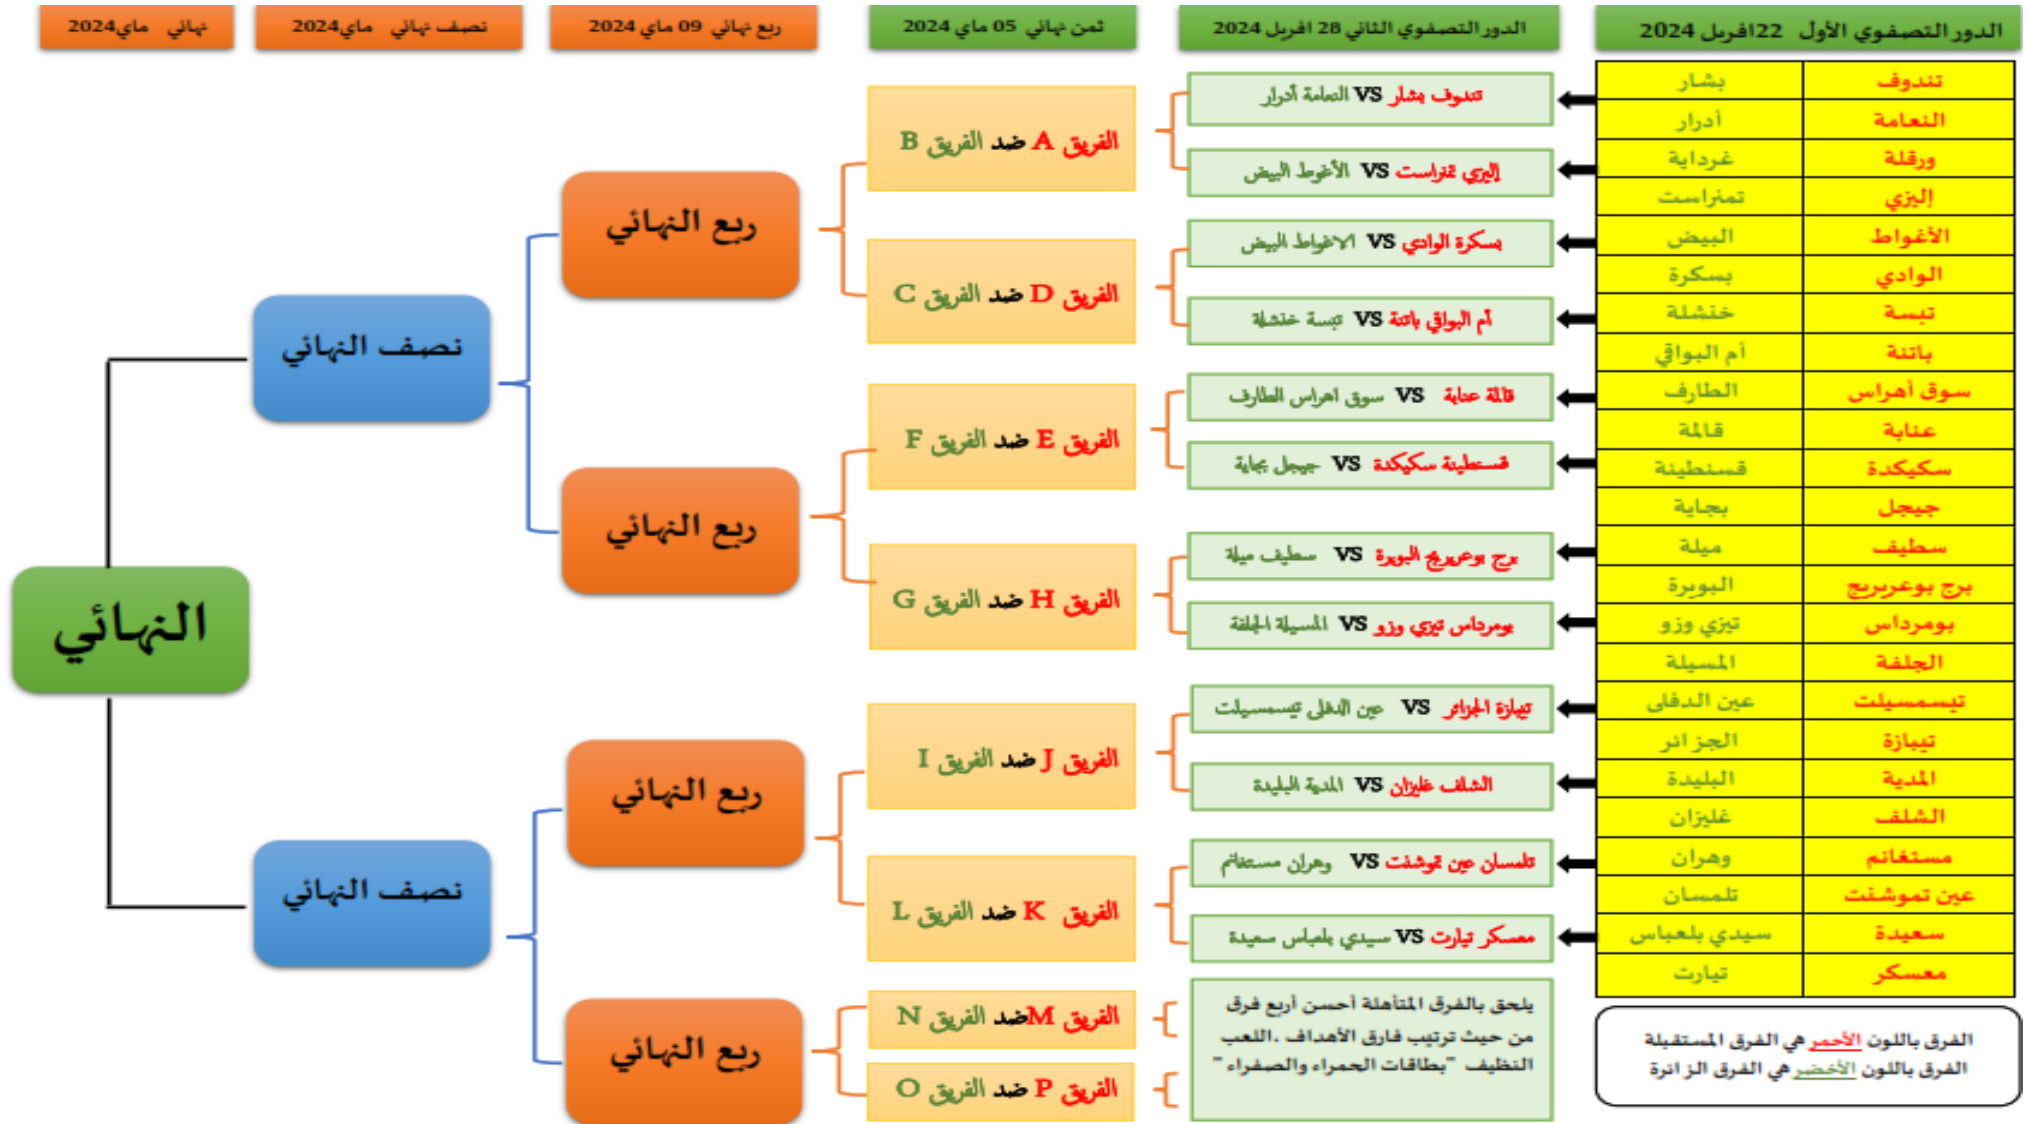 الدور التصفوي الأول 22افريل 2024
تندوف بشار
النعامة أدرار
ورقلة غرداية
إليزي تمنراست
الأغواط البيض
الوادي بسكرة
تبسة خنشلة
باتنة أم البواقي
سوق أهراس الطارف
عنابة قالمة
سكيكدة قسنطينة
جيجل بجاية
سطيف ميلة
برج بوعريريج البويرة
بومرداس تيزي وزو
الجلفة المسيلة
تيسمسيلت عين الدفلى
تيبازة الجزائر
المدية البليدة
الشلف غليزان
مستغانم وهران
عين تموشنت تلمسان
سعيدة سيدي بلعباس
معسكر تيارت
الفرق باللون الأحمر هي الفرق المستقبلة
الفرق باللون الأخضر هي الفرق الزائرة
الدور التصفوي الثاني 28 افريل 2024
تندوف بشار VS النعامة أدرار
إليزي تمنراست VS الأغوط البيض
بسكرة الوادي VS الاغواط البيض
أم البواقي باتنة VS تبسة خنشلة
قالمة عنابة VS سوق اهراس الطارف
قسنطينة سكيكدة VS جيجل بجاية
برج بوعريريج البويرة VS سطيف ميلة
بومرداس تيزي وزو VS المسيلة الجلفة
تيبازة الجزائر VS عين الدفلى تيسمسيلت
الشلف غليزان VS المدية البليدة
تلمسان عين تموشنت VS وهران مستغانم
معسكر تيارت VS سيدي بلعباس سعيدة
يلحق بالفرق المتأهلة أحسن أربع فرق
من حيث ترتيب فارق الأهداف .اللعب
النظيف "بطاقات الحمراء والصفراء"
ثمن نهائي 05 ماي 2024
الفريق A ضد الفريق B
الفريق D ضد الفريق C
الفريق E ضد الفريق F
الفريق H ضد الفريق G
الفريق J ضد الفريق I
الفريق K ضد الفريق L
الفريق Mضد الفريق N
الفريق P ضد الفريق O
ربع نهائي 09 ماي 2024
ربع النهائي
ربع النهائي
ربع النهائي
ربع النهائي
نصف نهائي ماي2024
نصف النهائي
نصف النهائي
نهائي ماي2024
النهائي